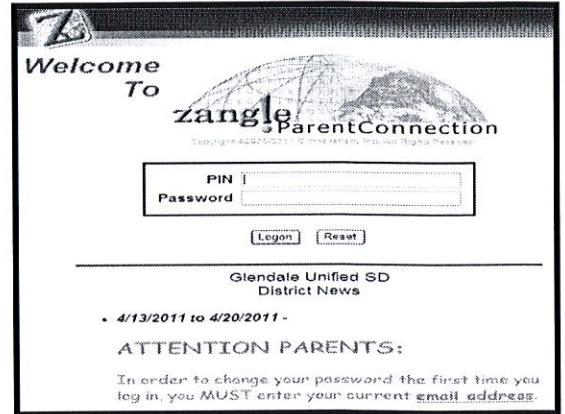 Welcome
To
zangle
ParentConnection
PIN
Password
Logon Reset
Glendale Unified SD
District News
• 4/13/2011 to 4/20/2011 -
ATTENTION PARENTS:
In order to change your password the first time you
log in, you MUST enter your current email address.